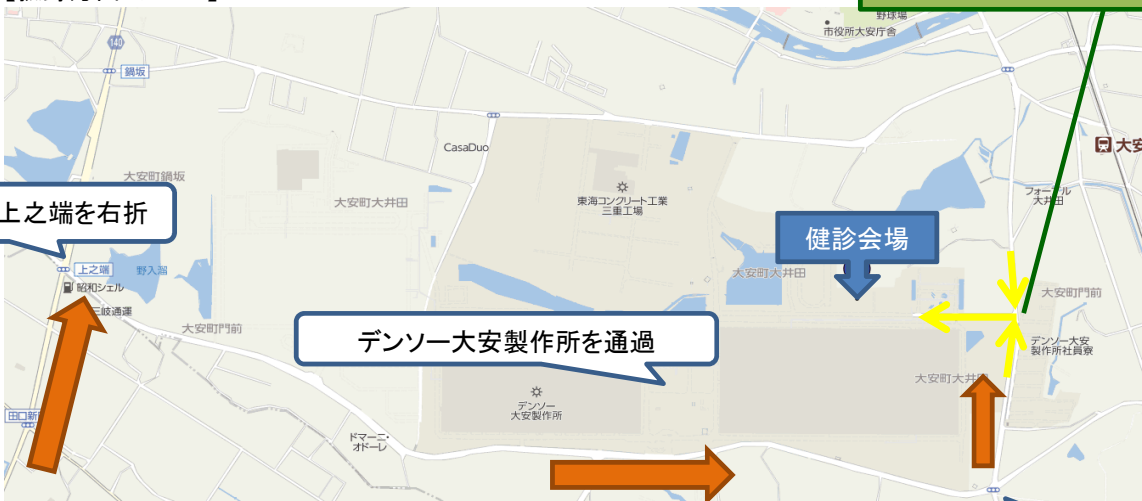 野球場
市役所大安庁舎
140
鍋坂
CasaDuo
大安
大安町鍋坂
東海コンクリート工業
三重工場
フォーブル
大井田
大安町大井田
上之端を右折
健診会場
上之端
野入溜
大安町大井田
昭和シェル
大安町門前
三岐通運
大安町門前
デンソー大安製作所を通過
デンソー大安
製作所社員寮
大安町大井田
デンソー
大安製作所
田口新田
ドマーニ・
オドーレ